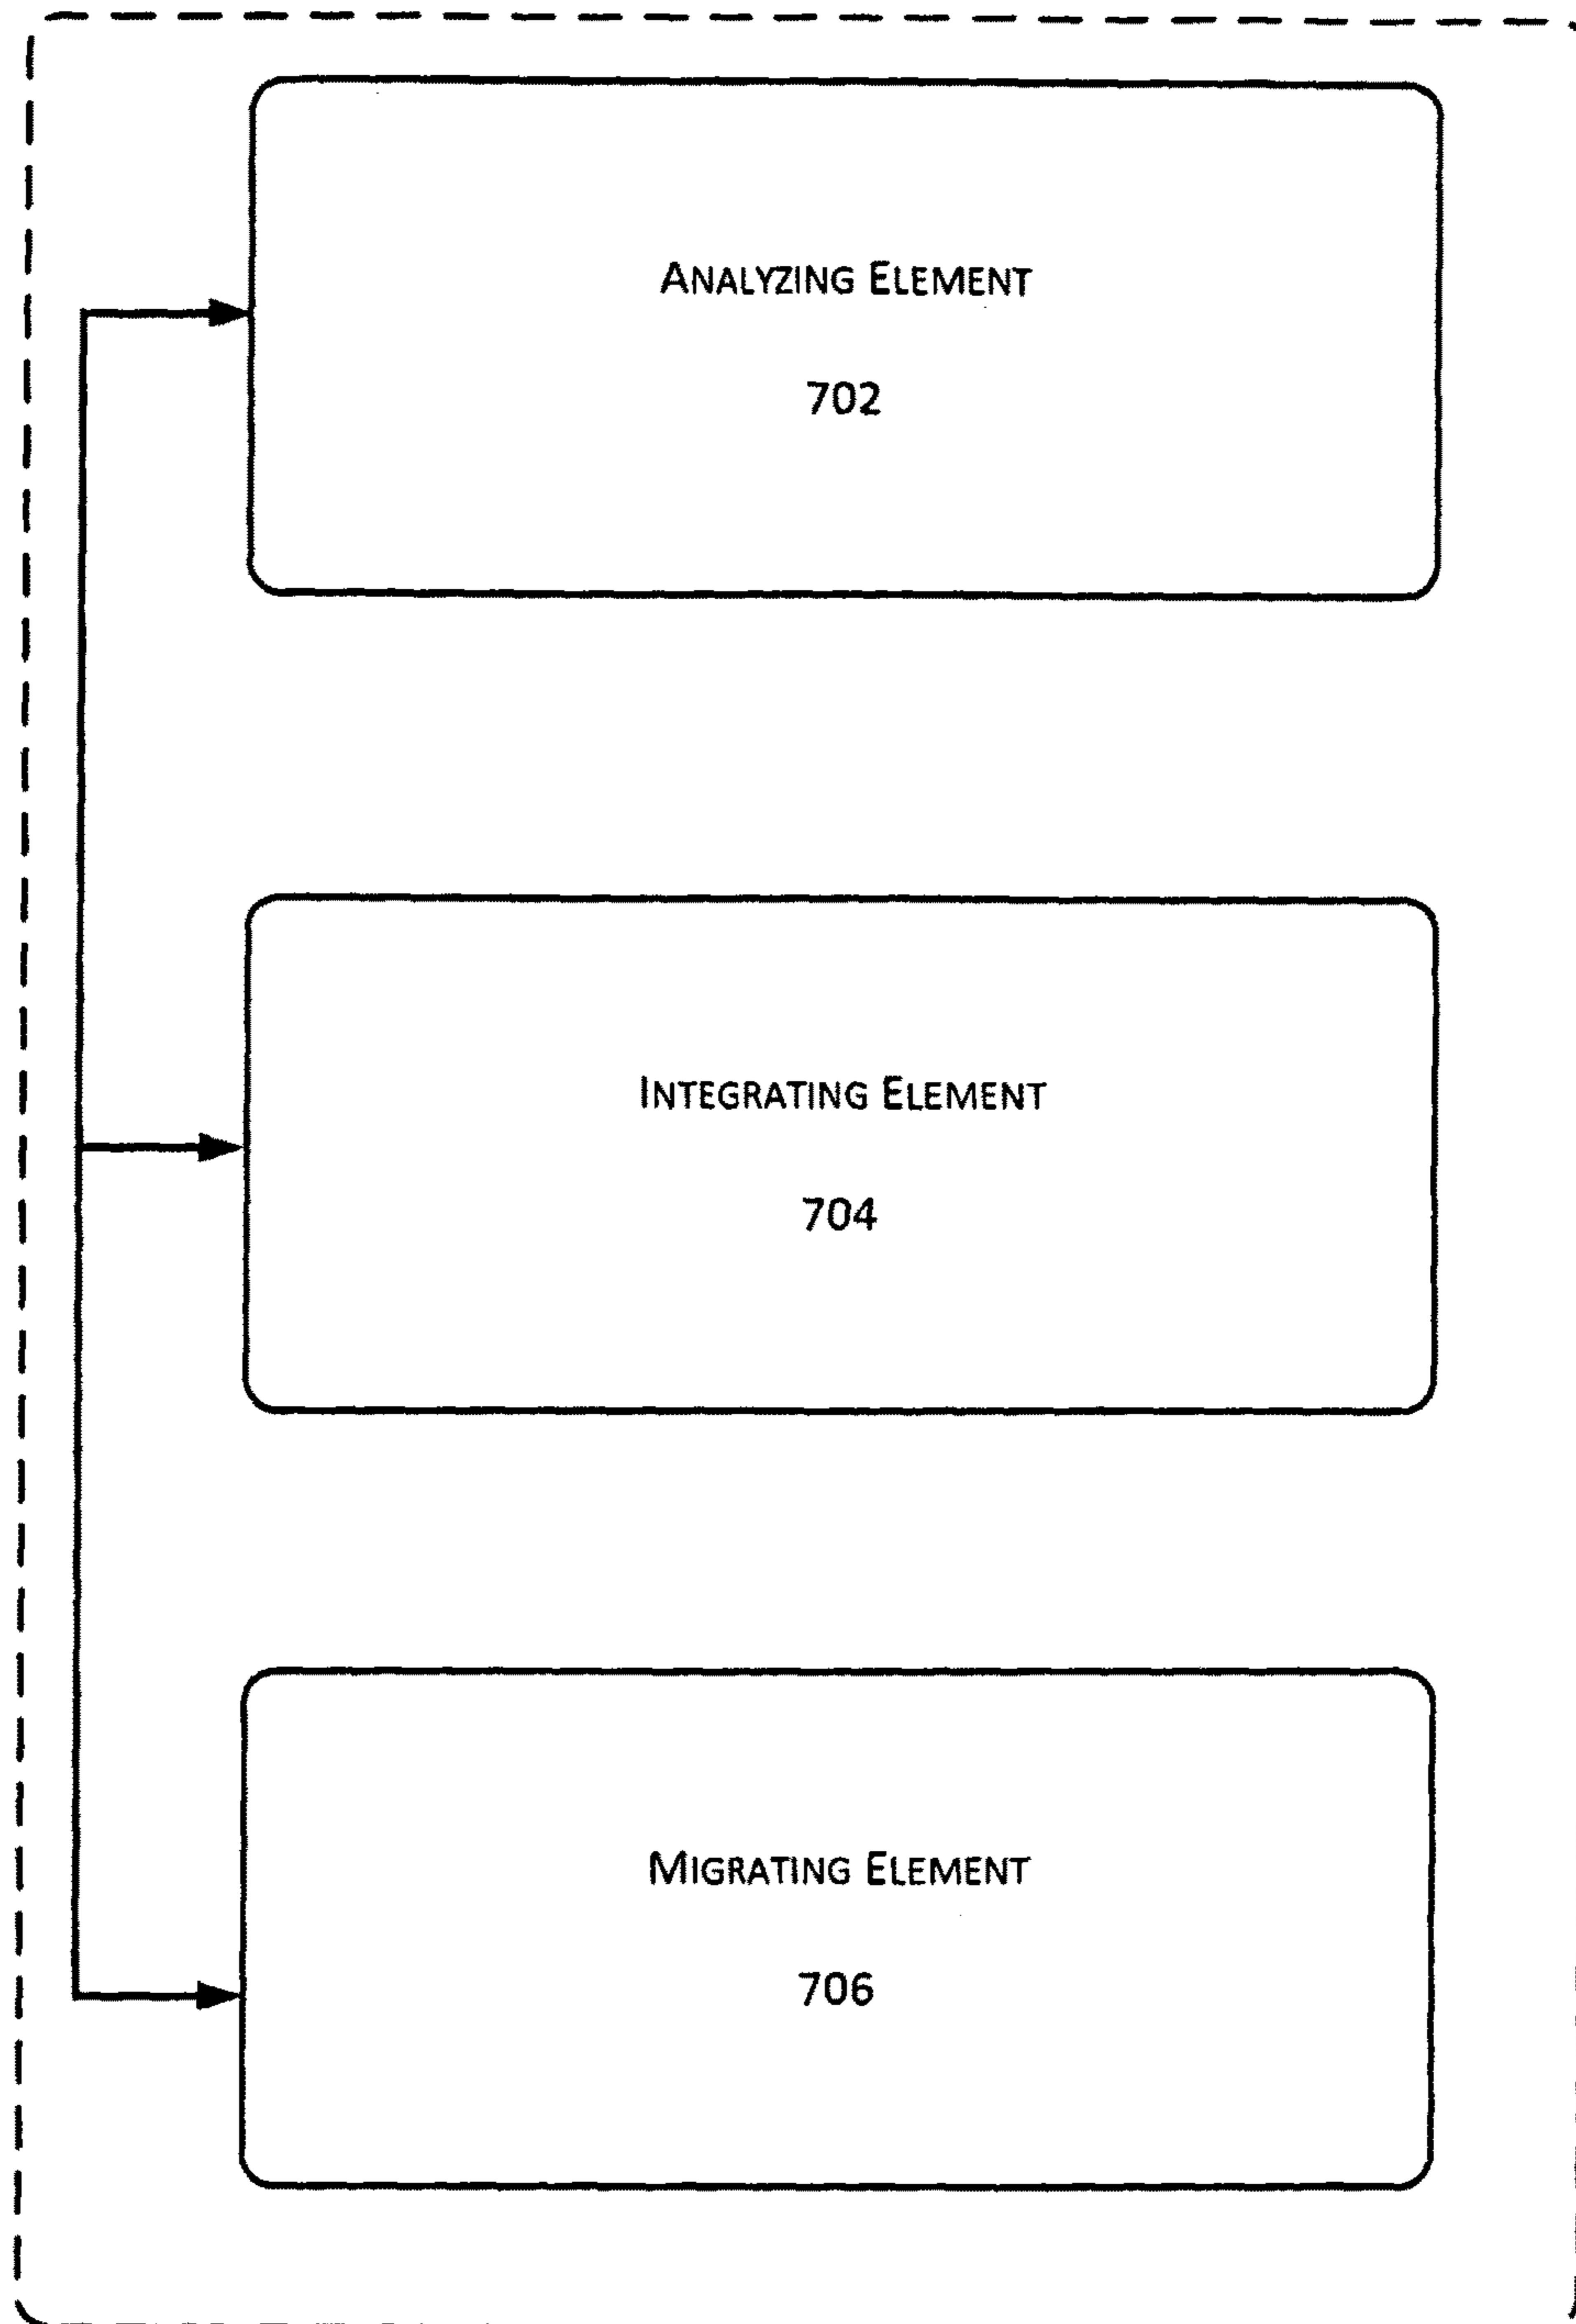 ANALYZING ELEMENT
702
INTEGRATING ELEMENT
704
MIGRATING ELEMENT
706